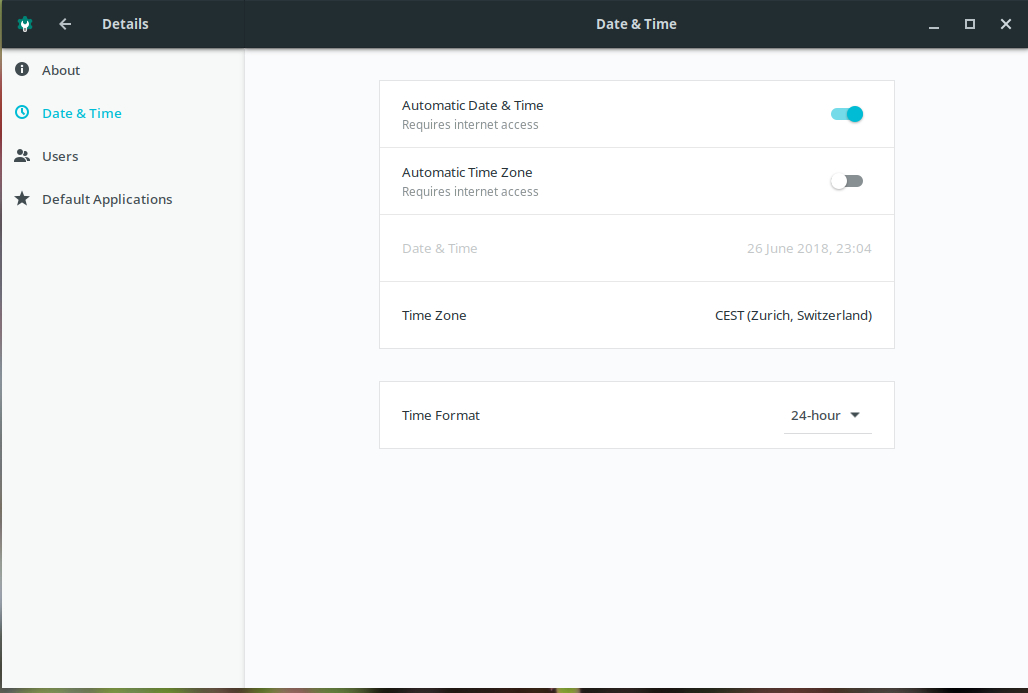 Details
Date & Time
About
Date & Time
Users
Default Applications
Automatic Date & Time
Requires internet access
Automatic Time Zone
Requires internet access
Date & Time 26 June 2018, 23:04
Time Zone CEST (Zurich, Switzerland)
Time Format 24-hour